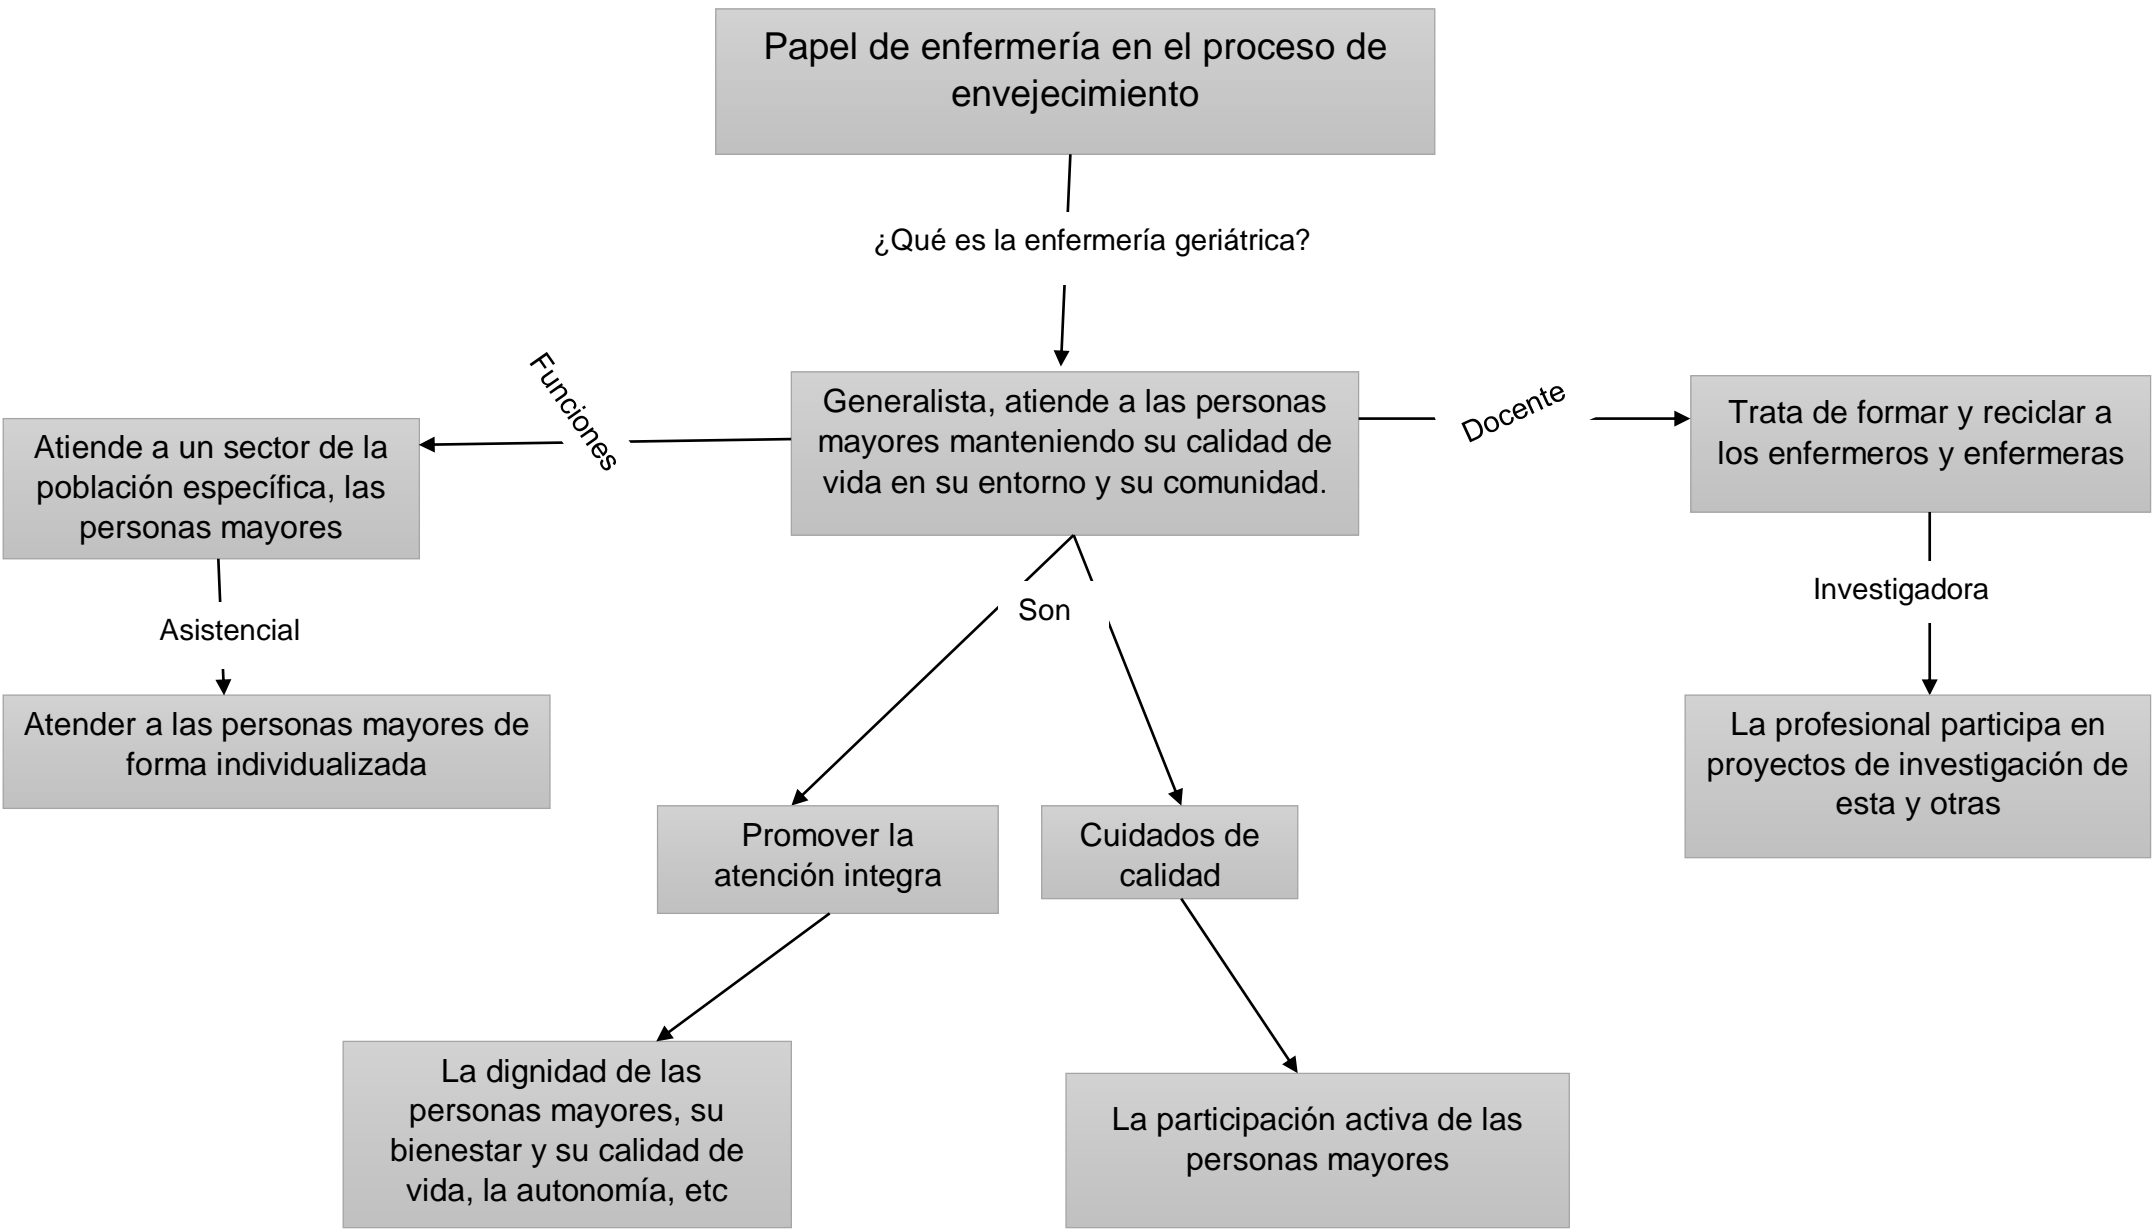 Papel de enfermería en el proceso de
envejecimiento
¿Qué es la enfermería geriátrica?
Funciones
Generalista, atiende a las personas
mayores manteniendo su calidad de
vida en su entorno y su comunidad.
Docente
Trata de formar y reciclar a
los enfermeros y enfermeras
Atiende a un sector de la
población específica, las
personas mayores
Asistencial
Son
Investigadora
Atender a las personas mayores de
forma individualizada
La profesional participa en
proyectos de investigación de
esta y otras
Promover la
atención integra
Cuidados de
calidad
La dignidad de las
personas mayores, su
bienestar y su calidad de
vida, la autonomía, etc
La participación activa de las
personas mayores